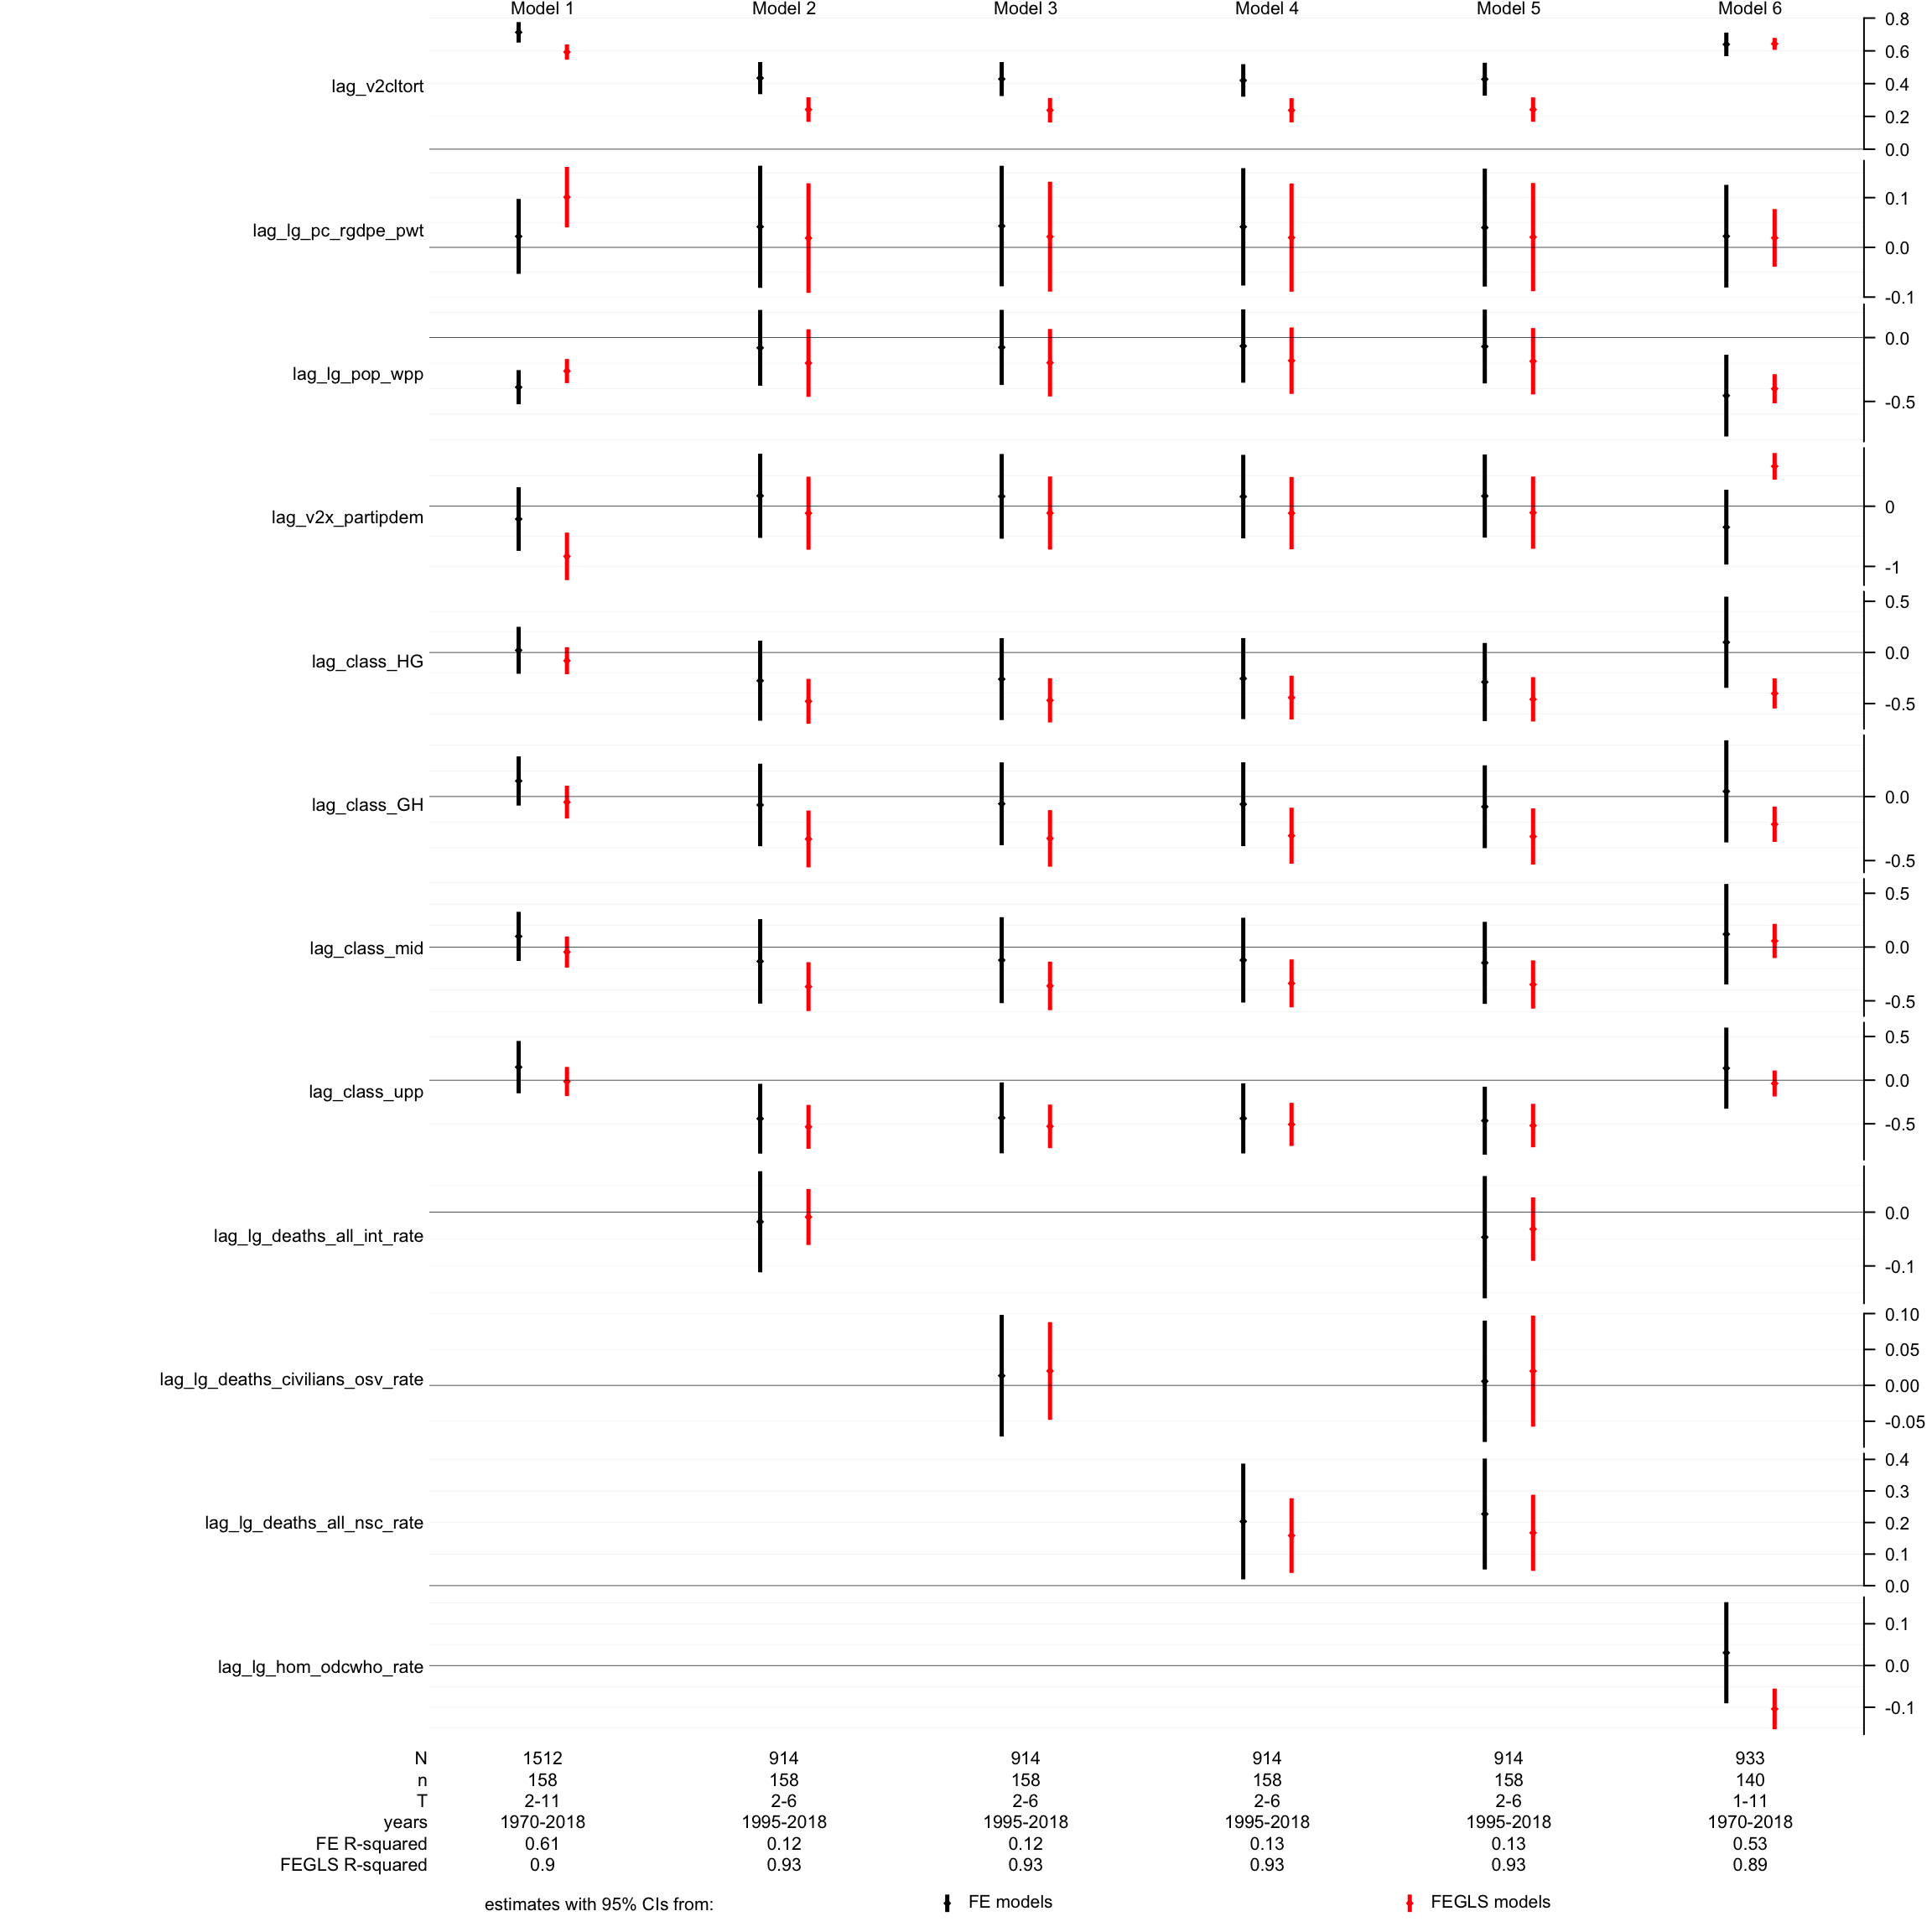 Model 1 Model 2 Model 3 Model 4 Model 5 Model 6
lag_v2cltort
0.8
0.6
0.4
0.2
0.0
lag_lg_pc_rgdpe_pwt
0.1
0.0
-0.1
lag_lg_pop_wpp
0.0
-0.5
lag_v2x_partipdem
0
-1
lag_class_HG
0.5
0.0
-0.5
lag_class_GH
0.0
-0.5
lag_class_mid
0.5
0.0
-0.5
lag_class_upp
0.5
0.0
-0.5
lag_lg_deaths_all_int_rate
0.0
-0.1
lag_lg_deaths_civilians_osv_rate
0.10
0.05
0.00
-0.05
lag_lg_deaths_all_nsc_rate
0.4
0.3
0.2
0.1
0.0
lag_lg_hom_odcwho_rate
0.1
0.0
-0.1
N 1512 914 914 914 914 933
n 158 158 158 158 158 140
T 2-11 2-6 2-6 2-6 2-6 1-11
years 1970-2018 1995-2018 1995-2018 1995-2018 1995-2018 1970-2018
FE R-squared 0.61 0.12 0.12 0.13 0.13 0.53
FEGLS R-squared 0.9 0.93 0.93 0.93 0.93 0.89
estimates with 95% CIs from: FE models FEGLS models